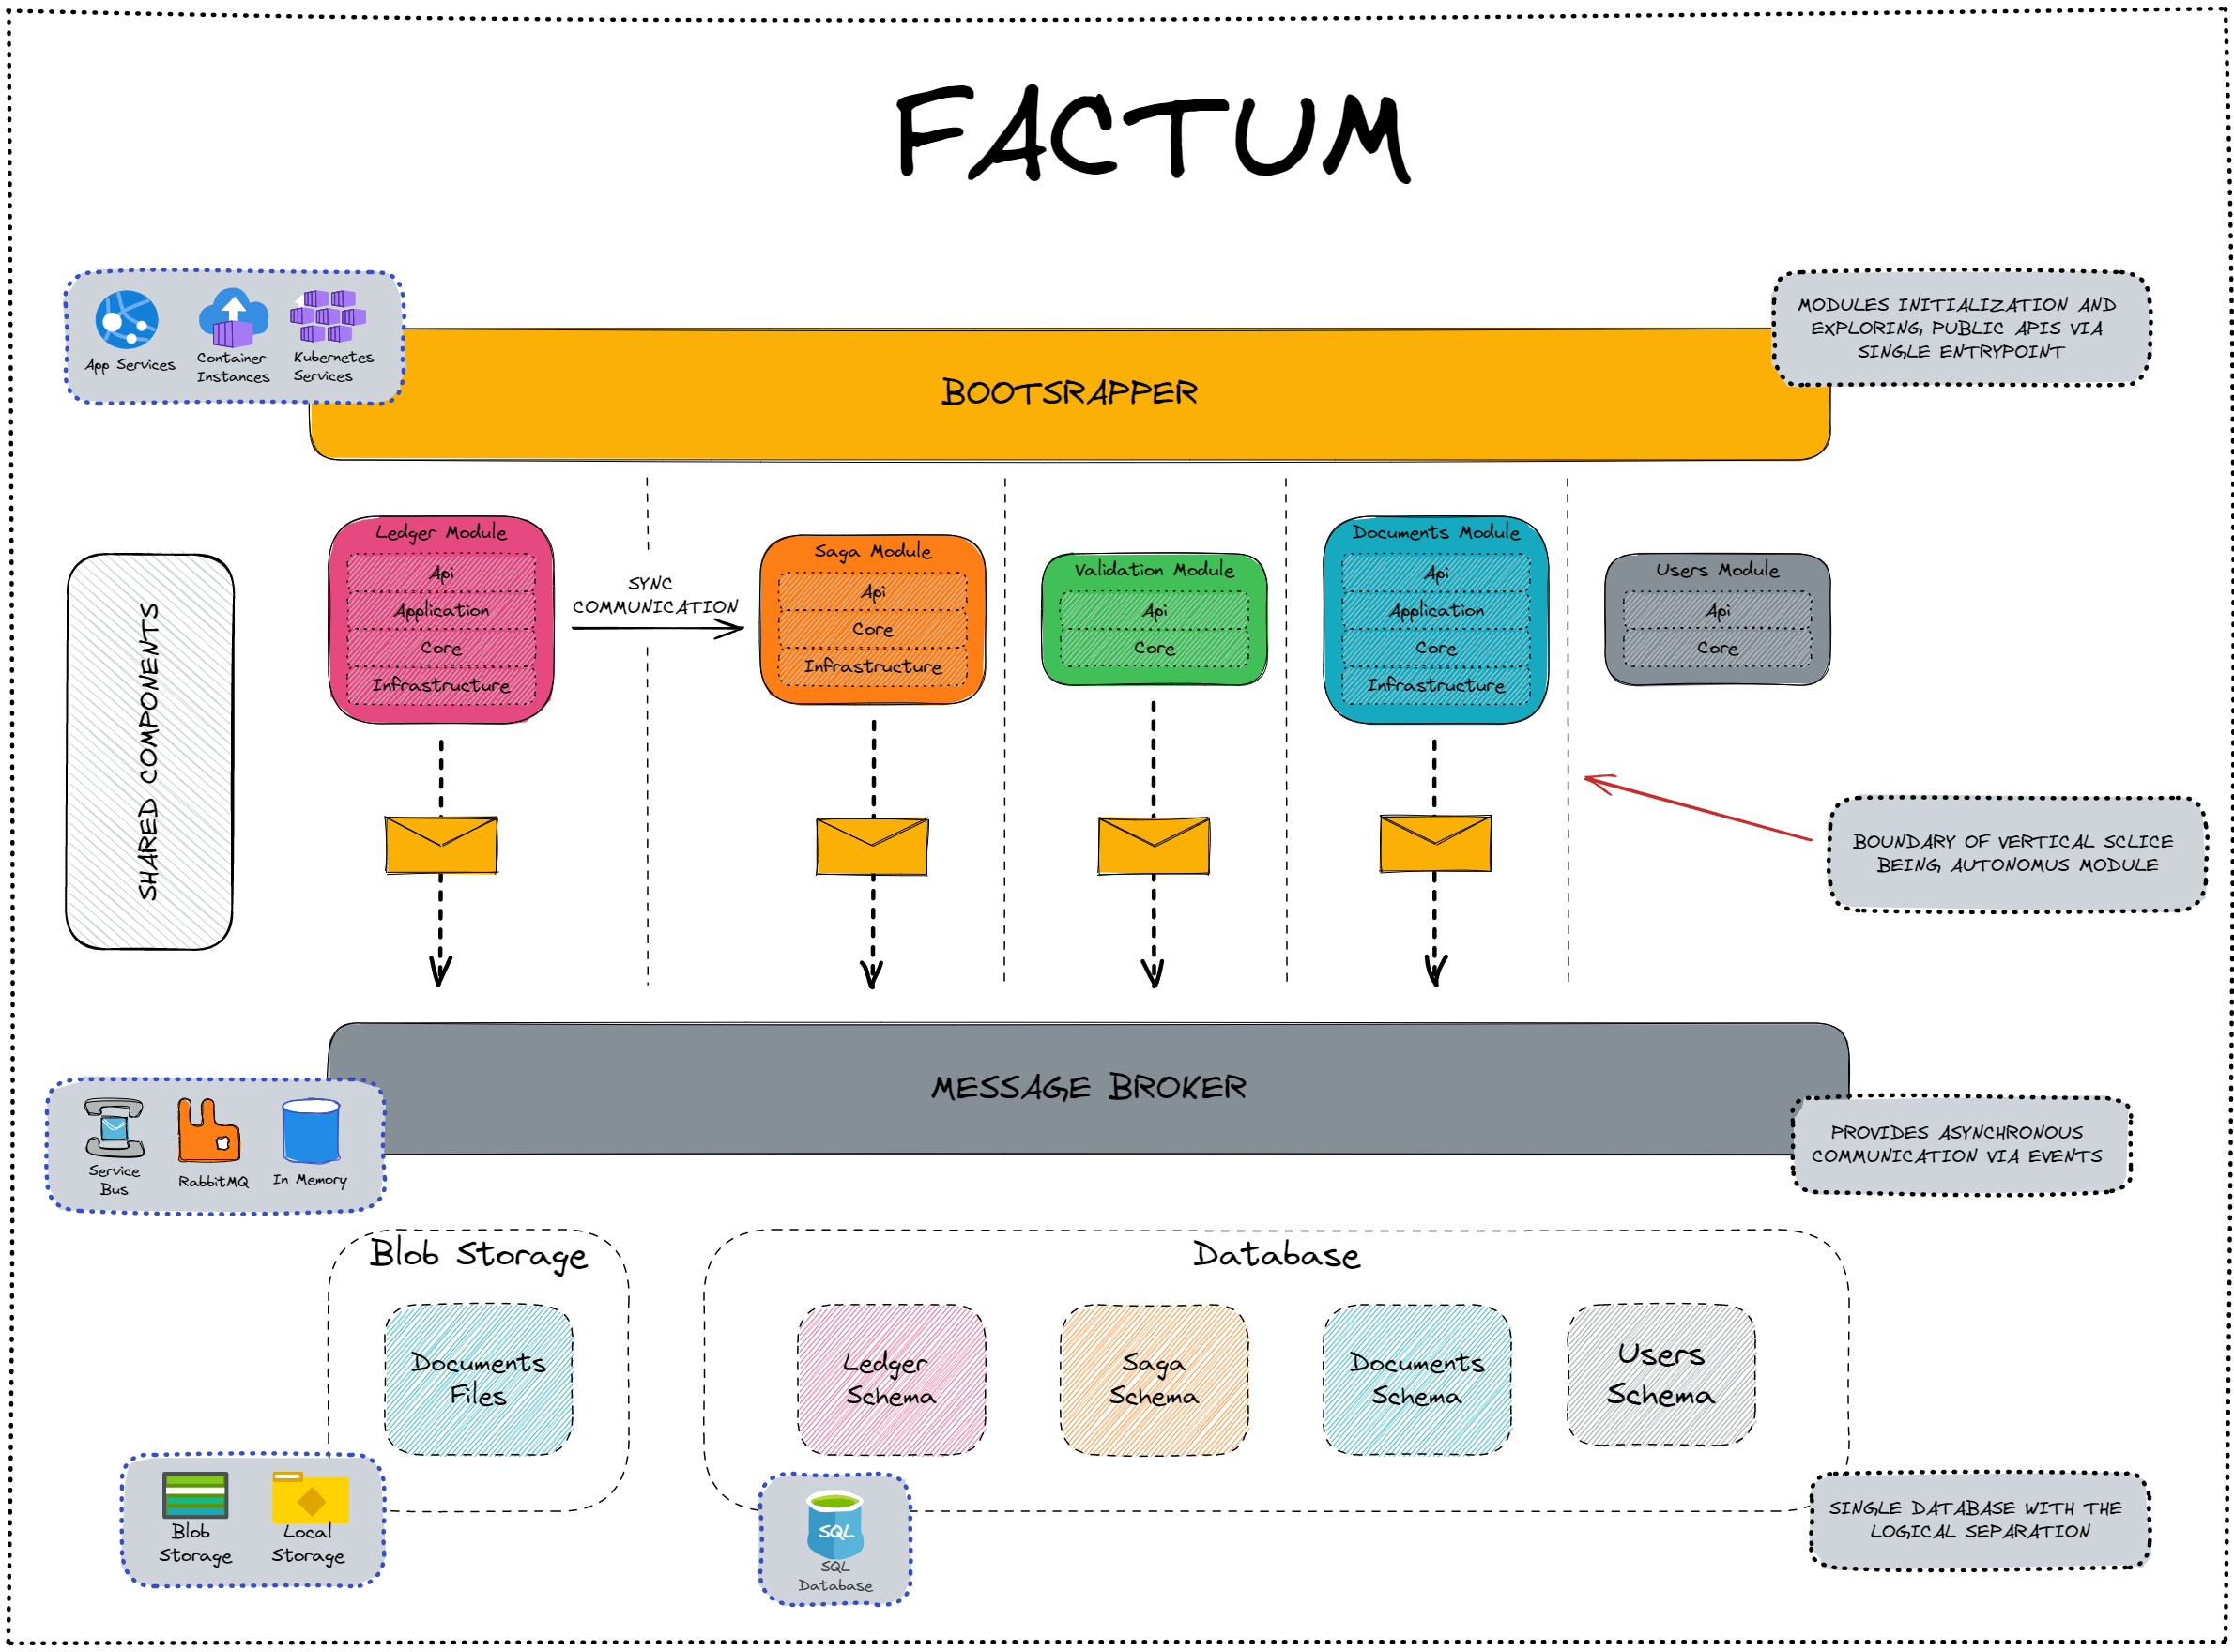 FACTUM
App Services
Container
Instances
Kubernetes
Services
MODULES INITIALIZATION AND
EXPLORING PUBLIC APIS VIA
SINGLE ENTRYPOINT
BOOTSRAPPER
SHARED COMPONENTS
Ledger Module
Api
Application
Core
Infrastructure
SYNC
COMMUNICATION
Saga Module
Api
Core
Infrastructure
Validation Module
Api
Core
Documents Module
Api
Application
Core
Infrastructure
Users Module
Api
Core
BOUNDARY OF VERTICAL SCLICE
BEING AUTONOMUS MODULE
MESSAGE BROKER
Service
Bus
RabbitMQ
In Memory
PROVIDES ASYNCHRONOUS
COMMUNICATION VIA EVENTS
Blob Storage
Documents
Files
Blob
Storage
Local
Storage
Database
Ledger
Schema
Saga
Schema
Documents
Schema
Users
Schema
SQL
SQL
Database
SINGLE DATABASE WITH THE
LOGICAL SEPARATION